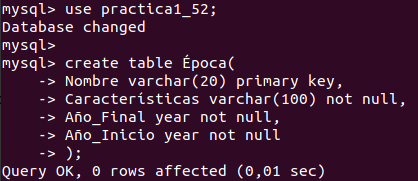 mysql> use practica1_52;
Database changed
mysql>
mysql> create table Época(
    -> Nombre varchar(20) primary key,
    -> Características varchar(100) not null,
    -> Año_Final year not null,
    -> Año_Inicio year not null
    -> );
Query OK, 0 rows affected (0,01 sec)